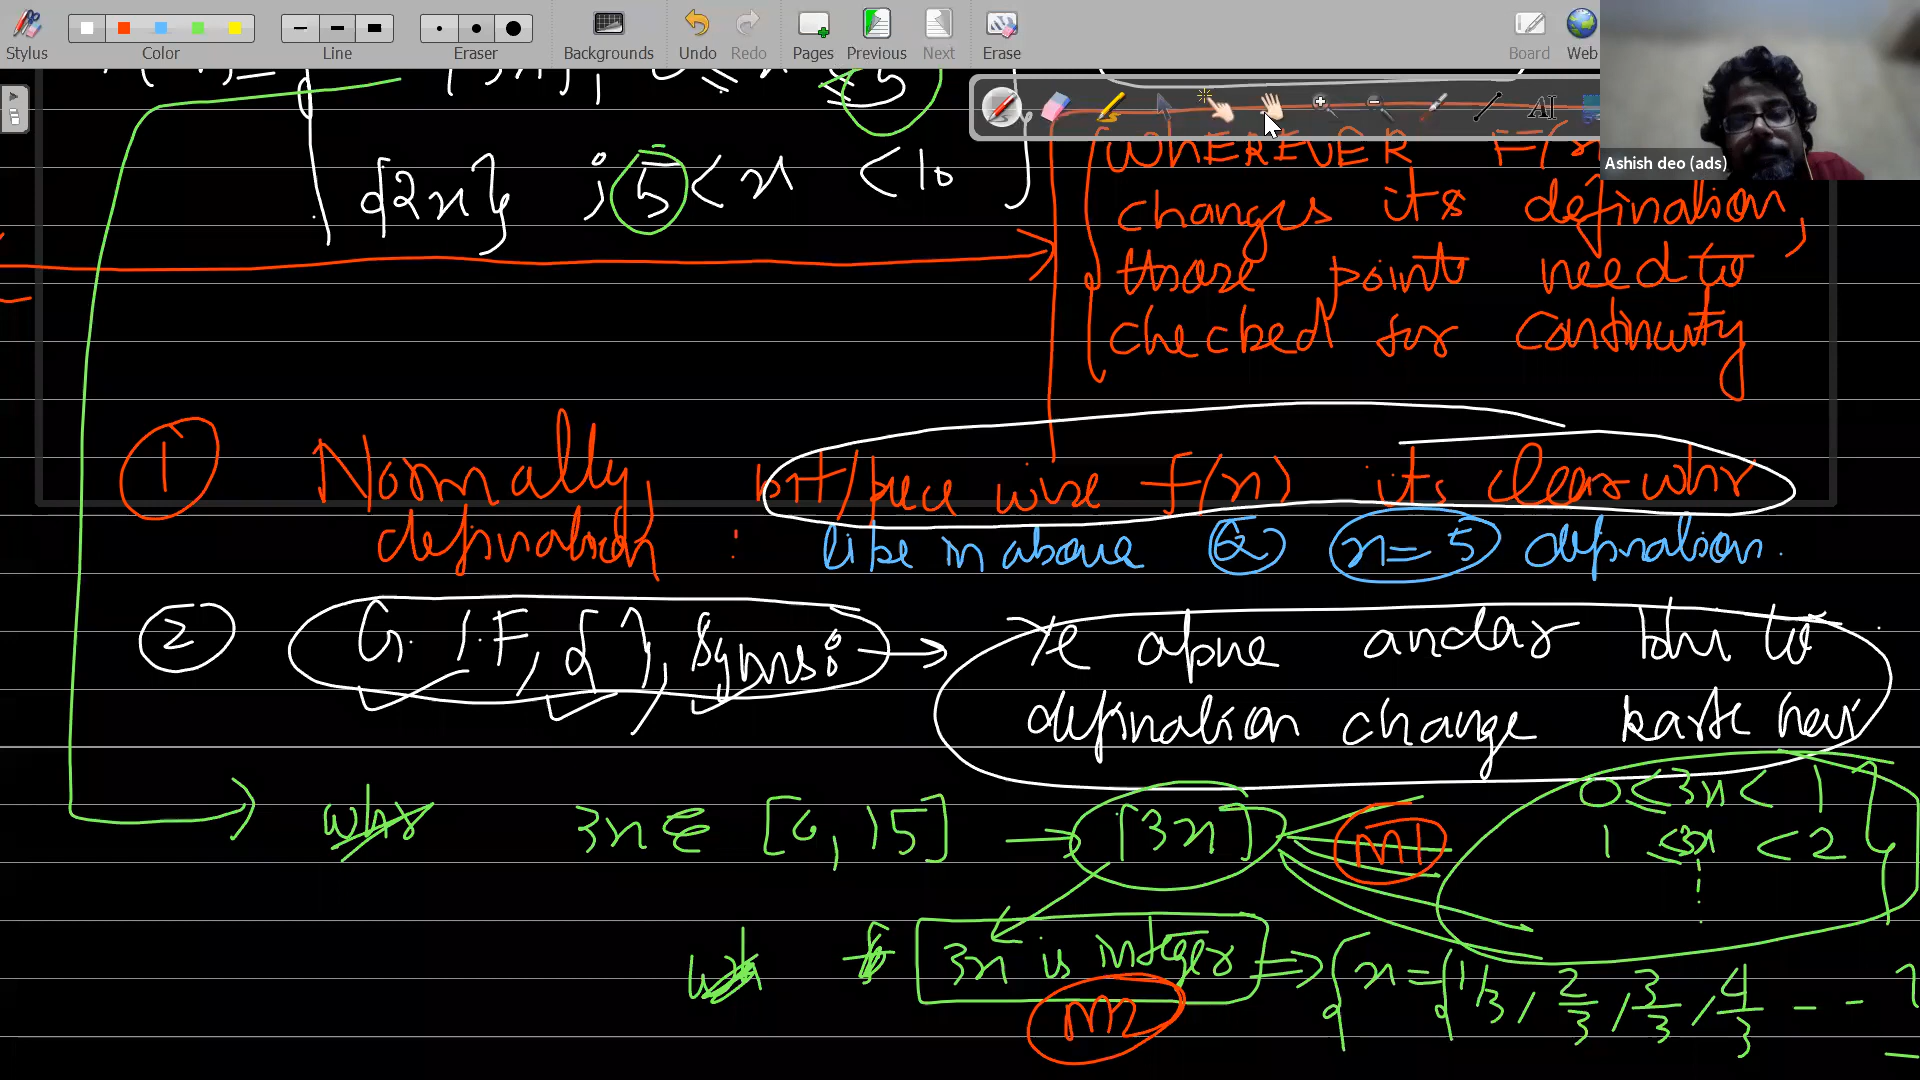 Stylus Color Line Eraser Backgrounds Undo Redo Pages Previous Next Erase Board Web
Ashish deo (ads)
{2x} ; 5 < x < 10
WHEREVER
changes its defination,
those points need to
checked for continuity
1 Normally, piece wise f(x) its clear whr
defination : like in above @ x = 5 defination.
2 G.I.F, { }, Sgnms: → Ye apne andar bhi to
defination change karte hai
0 ≤ 3x < 1
whr 3x ∈ [0, 15] → [3x] M1 1 ≤ 3x < 2
3x is integer ⇒ { x = { 1/3, 2/3, 3/3, 4/3 - -
M2